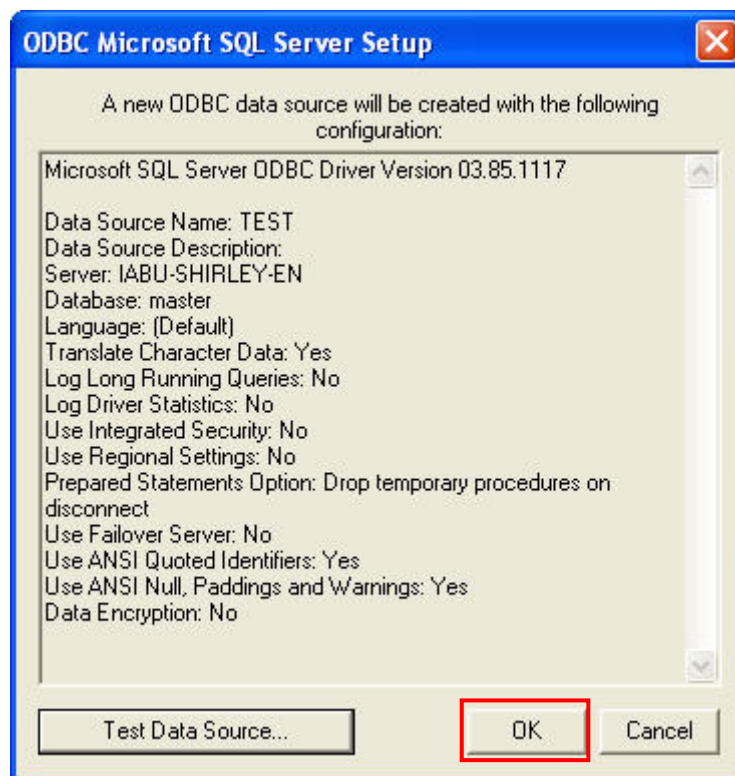 ODBC Microsoft SQL Server Setup
A new ODBC data source will be created with the following
configuration:
Microsoft SQL Server ODBC Driver Version 03.85.1117
Data Source Name: TEST
Data Source Description:
Server: IABU-SHIRLEY-EN
Database: master
Language: (Default)
Translate Character Data: Yes
Log Long Running Queries: No
Log Driver Statistics: No
Use Integrated Security: No
Use Regional Settings: No
Prepared Statements Option: Drop temporary procedures on
disconnect
Use Failover Server: No
Use ANSI Quoted Identifiers: Yes
Use ANSI Null, Paddings and Warnings: Yes
Data Encryption: No
Test Data Source... OK Cancel